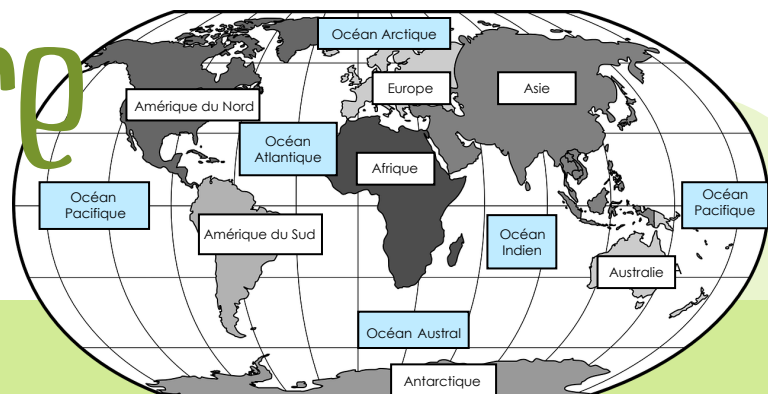 re
Océan Arctique
Europe
Asie
Amérique du Nord
Océan
Atlantique
Afrique
Océan
Pacifique
Océan
Pacifique
Amérique du Sud
Océan
Indien
Australie
Océan Austral
Antarctique